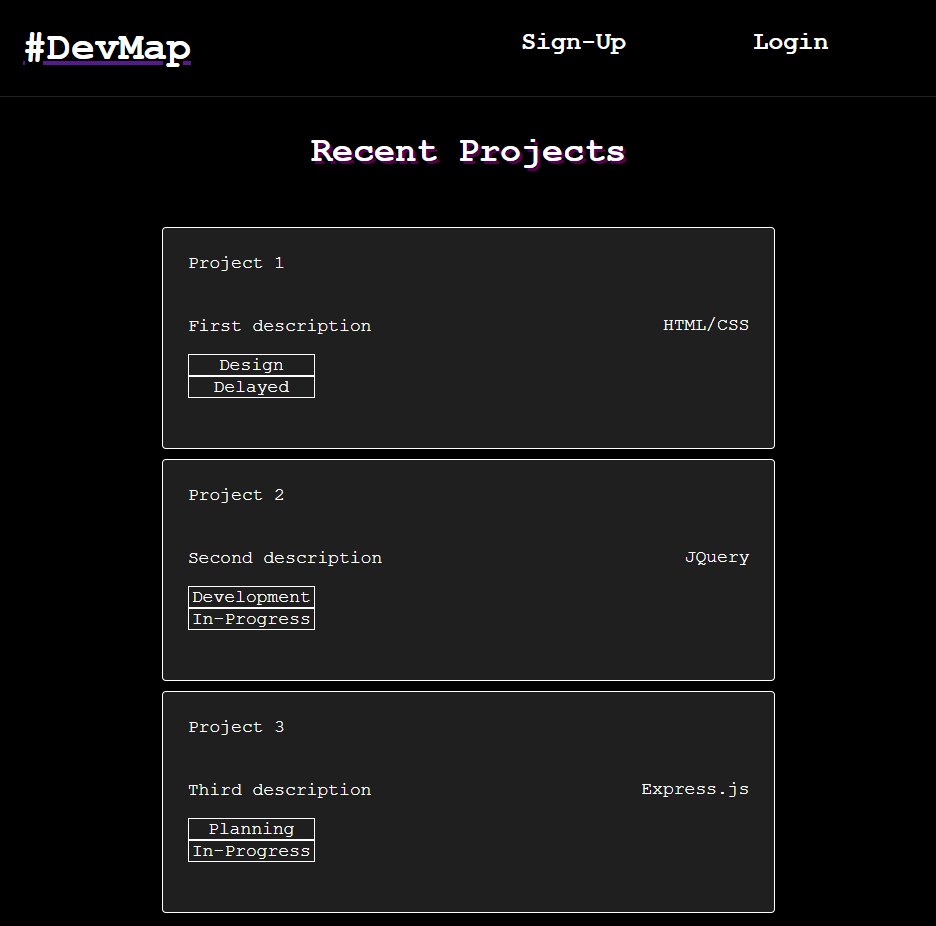 #DevMap Sign-Up Login
Recent Projects
Project 1
First description HTML/CSS
Design
Delayed
Project 2
Second description JQuery
Development
In-Progress
Project 3
Third description Express.js
Planning
In-Progress